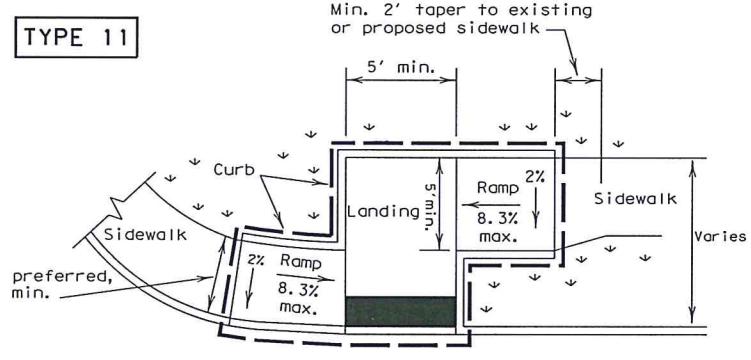 TYPE 11
Min. 2' taper to existing
or proposed sidewalk
5' min.
Curb
Sidewalk
preferred,
min.
2%
Ramp
8.3%
max.
Landing
5'min.
Ramp
8.3%
max.
2%
Sidewalk
Varies